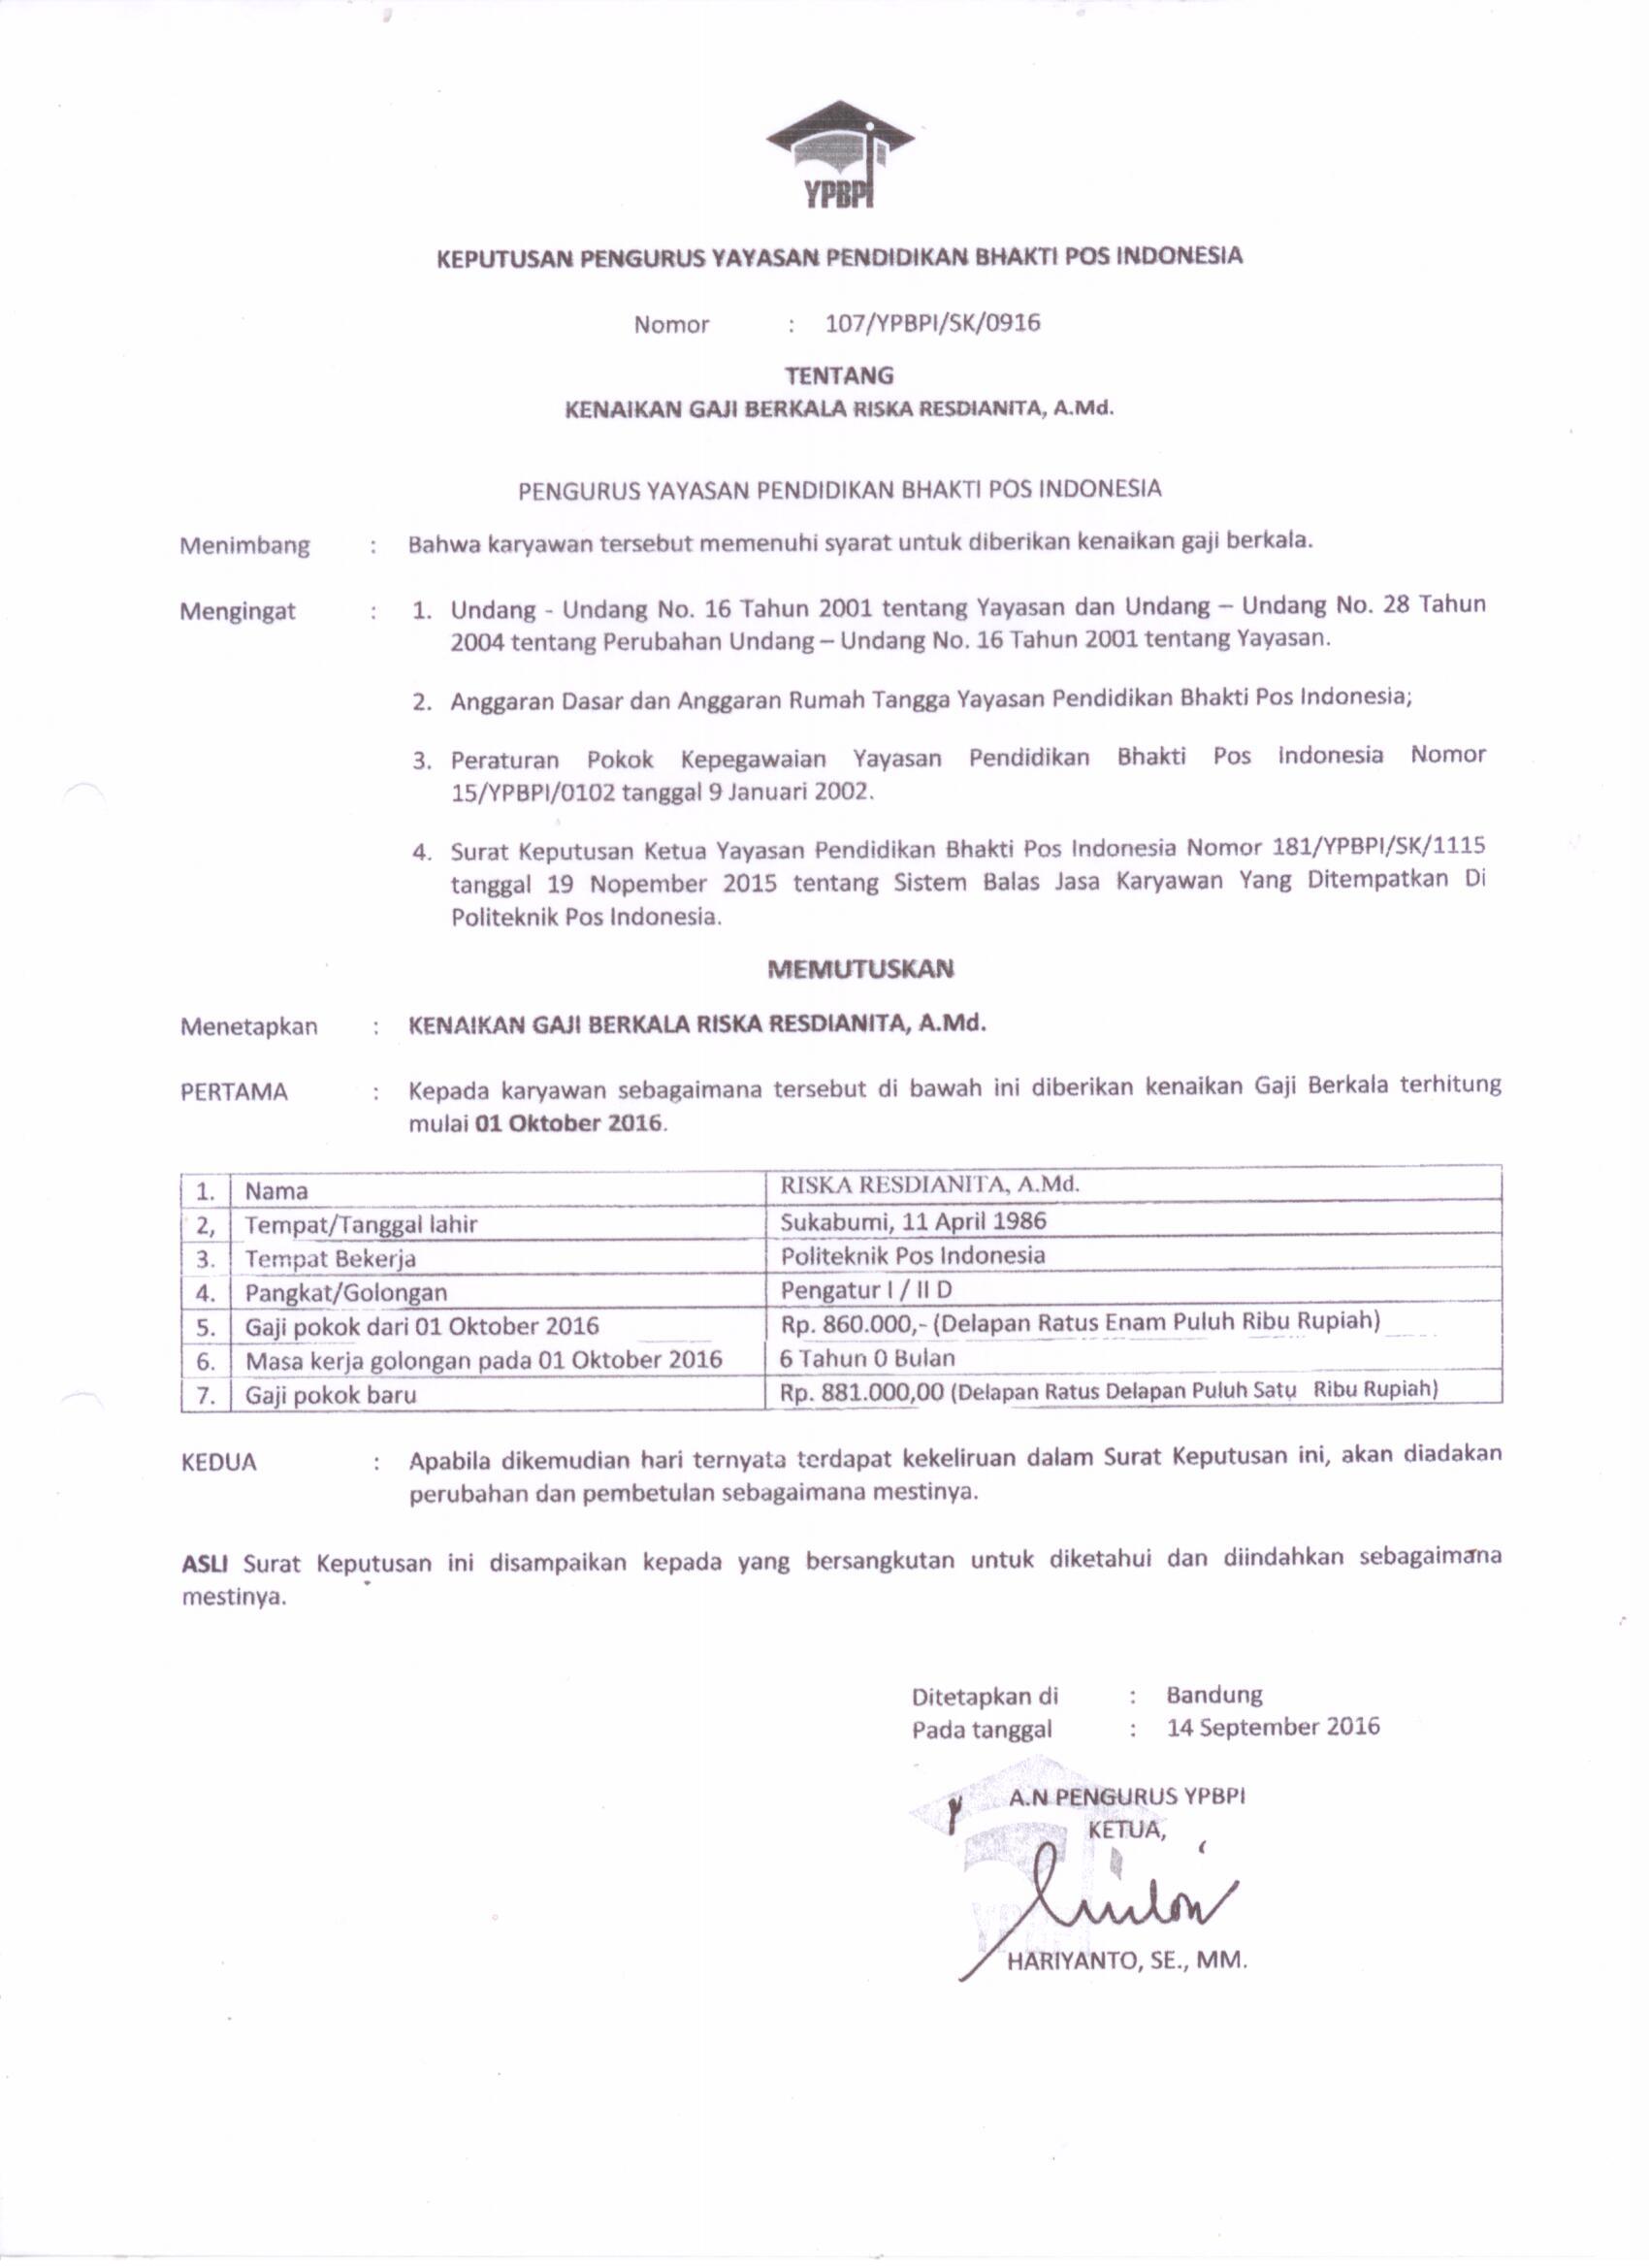 YPBPI
KEPUTUSAN PENGURUS YAYASAN PENDIDIKAN BHAKTI POS INDONESIA
Nomor : 107/YPBPI/SK/0916
TENTANG
KENAIKAN GAJI BERKALA RISKA RESDIANITA, A.Md.
PENGURUS YAYASAN PENDIDIKAN BHAKTI POS INDONESIA
Menimbang : Bahwa karyawan tersebut memenuhi syarat untuk diberikan kenaikan gaji berkala.
Mengingat : 1. Undang - Undang No. 16 Tahun 2001 tentang Yayasan dan Undang – Undang No. 28 Tahun
2004 tentang Perubahan Undang – Undang No. 16 Tahun 2001 tentang Yayasan.
2. Anggaran Dasar dan Anggaran Rumah Tangga Yayasan Pendidikan Bhakti Pos Indonesia;
3. Peraturan Pokok Kepegawaian Yayasan Pendidikan Bhakti Pos Indonesia Nomor
15/YPBPI/0102 tanggal 9 Januari 2002.
4. Surat Keputusan Ketua Yayasan Pendidikan Bhakti Pos Indonesia Nomor 181/YPBPI/SK/1115
tanggal 19 Nopember 2015 tentang Sistem Balas Jasa Karyawan Yang Ditempatkan Di
Politeknik Pos Indonesia.
MEMUTUSKAN
Menetapkan : KENAIKAN GAJI BERKALA RISKA RESDIANITA, A.Md.
PERTAMA : Kepada karyawan sebagaimana tersebut di bawah ini diberikan kenaikan Gaji Berkala terhitung
mulai 01 Oktober 2016.
1. Nama RISKA RESDIANITA, A.Md.
2, Tempat/Tanggal lahir Sukabumi, 11 April 1986
3. Tempat Bekerja Politeknik Pos Indonesia
4. Pangkat/Golongan Pengatur I / II D
5. Gaji pokok dari 01 Oktober 2016 Rp. 860.000,- (Delapan Ratus Enam Puluh Ribu Rupiah)
6. Masa kerja golongan pada 01 Oktober 2016 6 Tahun 0 Bulan
7. Gaji pokok baru Rp. 881.000,00 (Delapan Ratus Delapan Puluh Satu Ribu Rupiah)
KEDUA : Apabila dikemudian hari ternyata terdapat kekeliruan dalam Surat Keputusan ini, akan diadakan
perubahan dan pembetulan sebagaimana mestinya.
ASLI Surat Keputusan ini disampaikan kepada yang bersangkutan untuk diketahui dan diindahkan sebagaimana
mestinya.
Ditetapkan di : Bandung
Pada tanggal : 14 September 2016
A.N PENGURUS YPBPI
KETUA,
HARIYANTO, SE., MM.